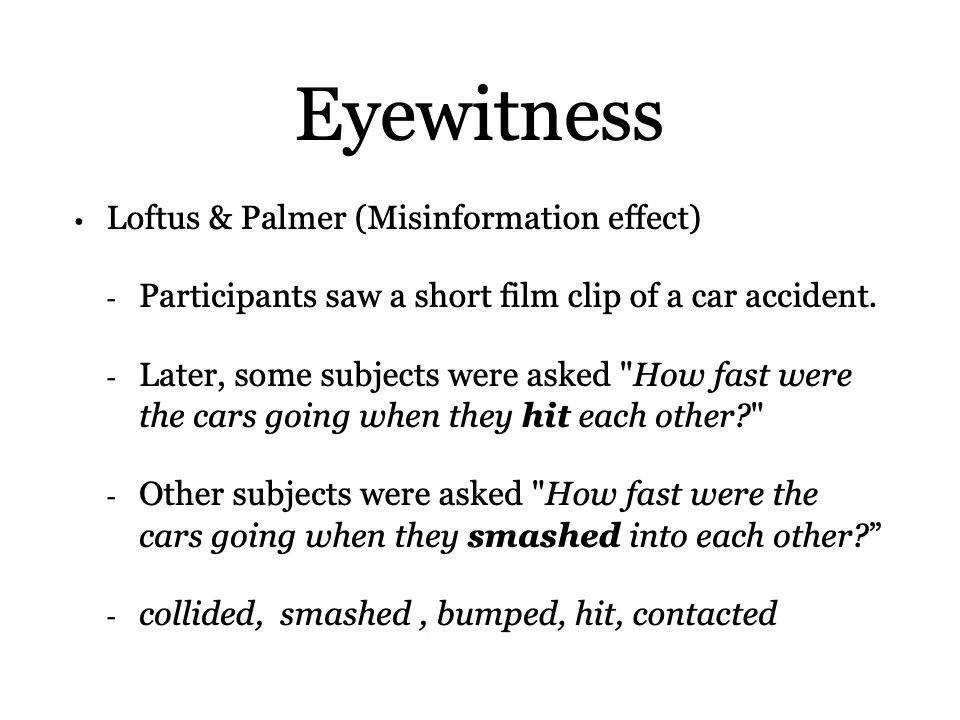 Eyewitness
• Loftus & Palmer (Misinformation effect)
- Participants saw a short film clip of a car accident.
- Later, some subjects were asked "How fast were
the cars going when they hit each other?"
- Other subjects were asked "How fast were the
cars going when they smashed into each other?”
- collided,  smashed , bumped, hit, contacted